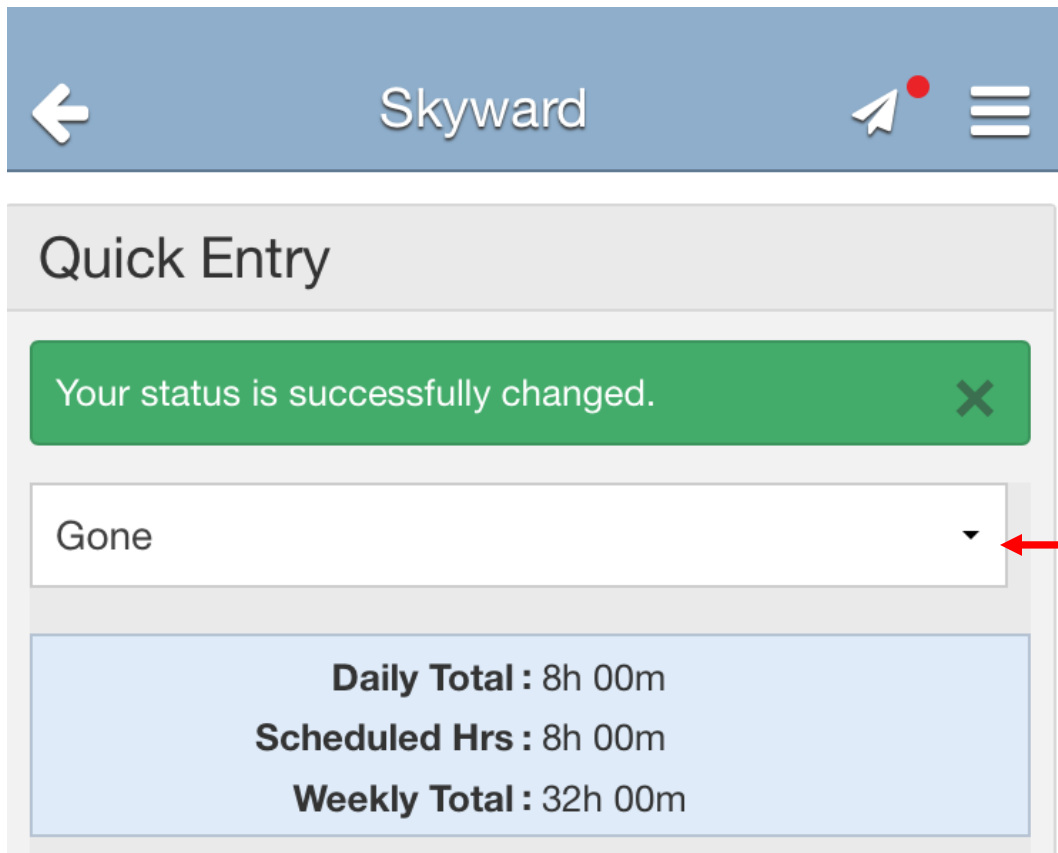 Skyward
Quick Entry
Your status is successfully changed.
Gone
Daily Total : 8h 00m
Scheduled Hrs : 8h 00m
Weekly Total : 32h 00m